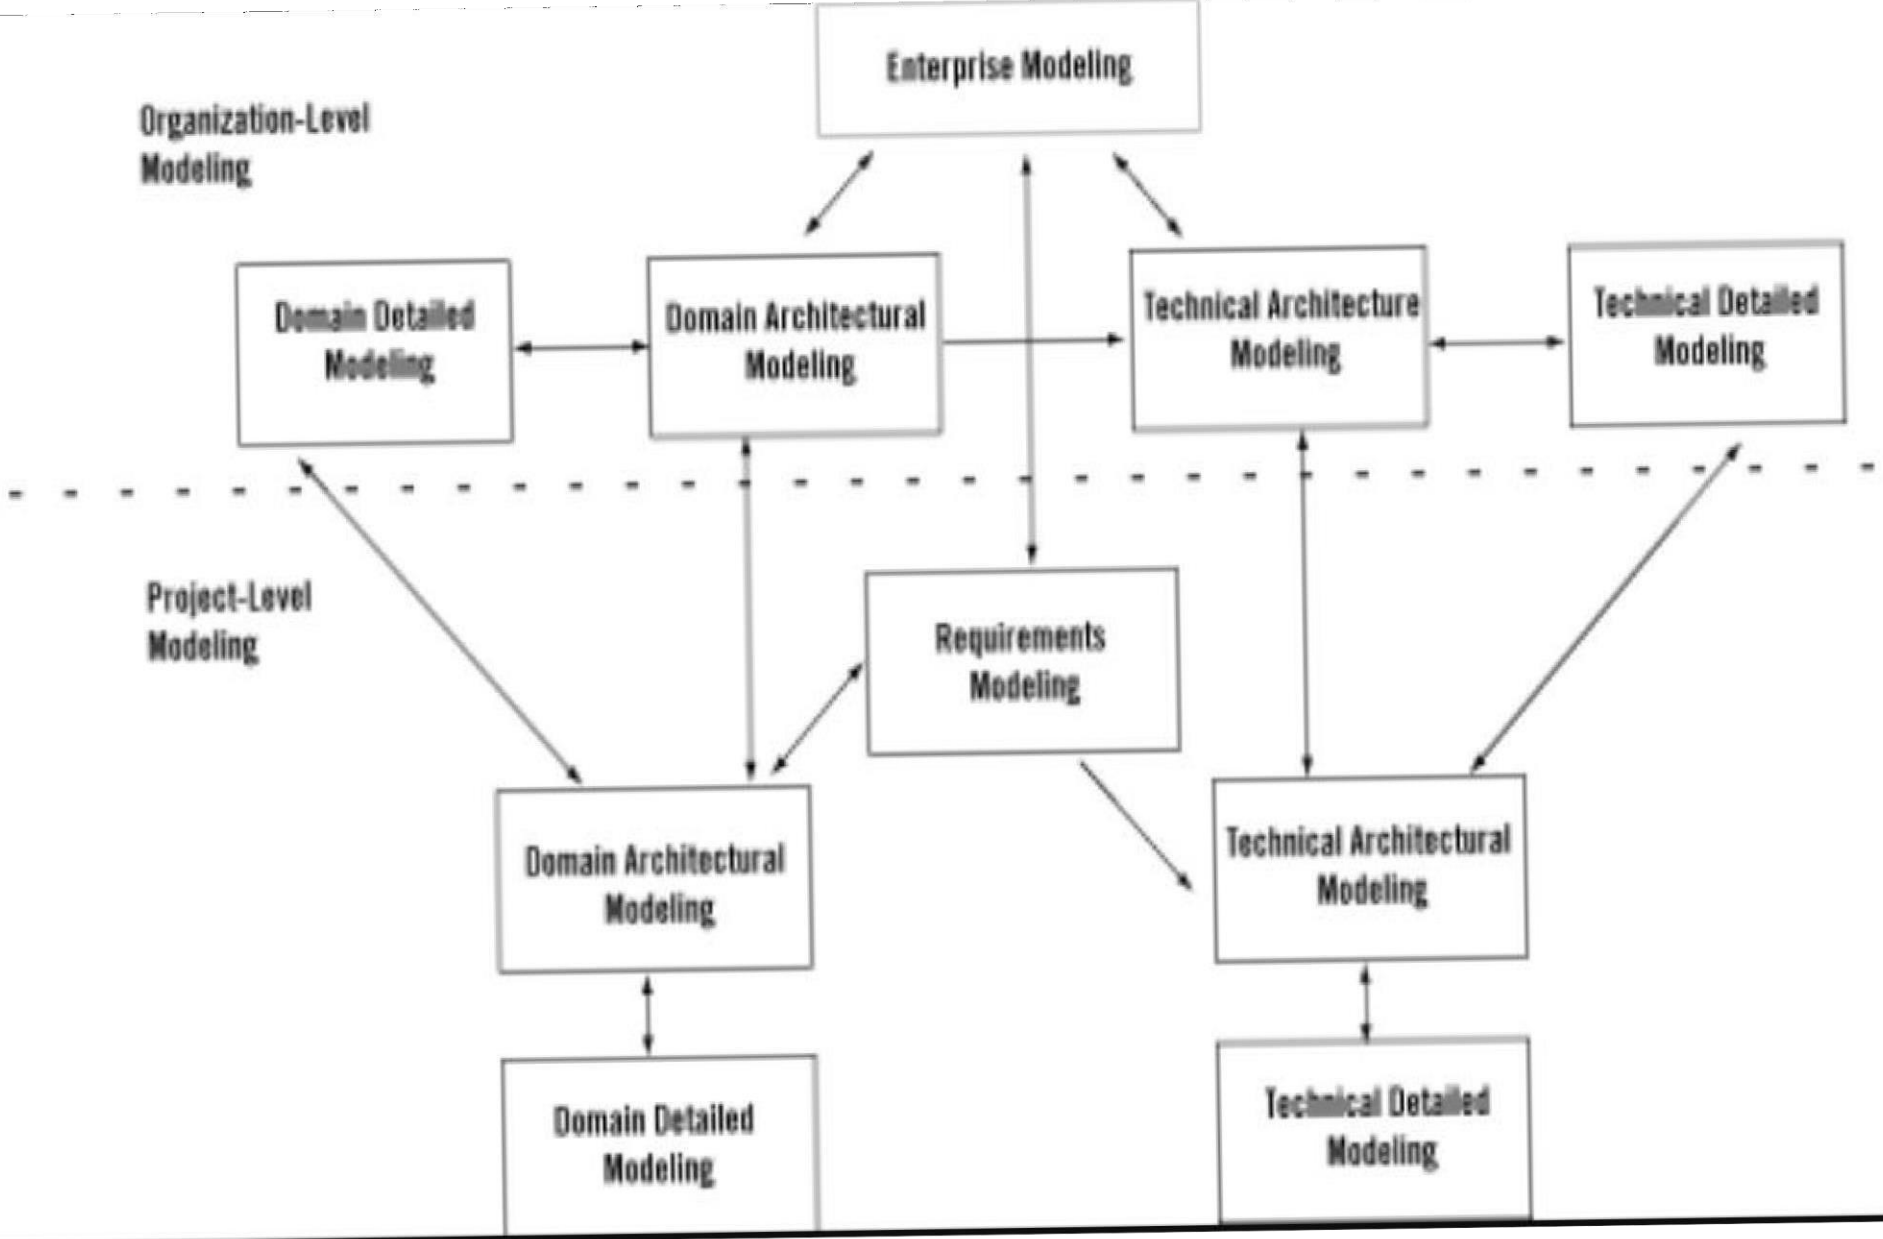 Enterprise Modeling
Organization-Level
Modeling
Domain Detailed
Modeling
Domain Architectural
Modeling
Technical Architecture
Modeling
Technical Detailed
Modeling
Project-Level
Modeling
Requirements
Modeling
Domain Architectural
Modeling
Technical Architectural
Modeling
Domain Detailed
Modeling
Technical Detailed
Modeling